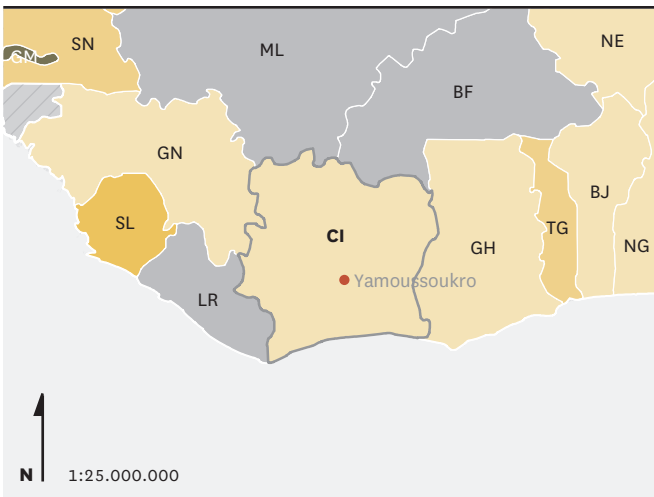 SN
ML
NE
GM
BF
GN
BJ
SL
CI
TG
GH
NG
Yamoussoukro
LR
N
1:25.000.000